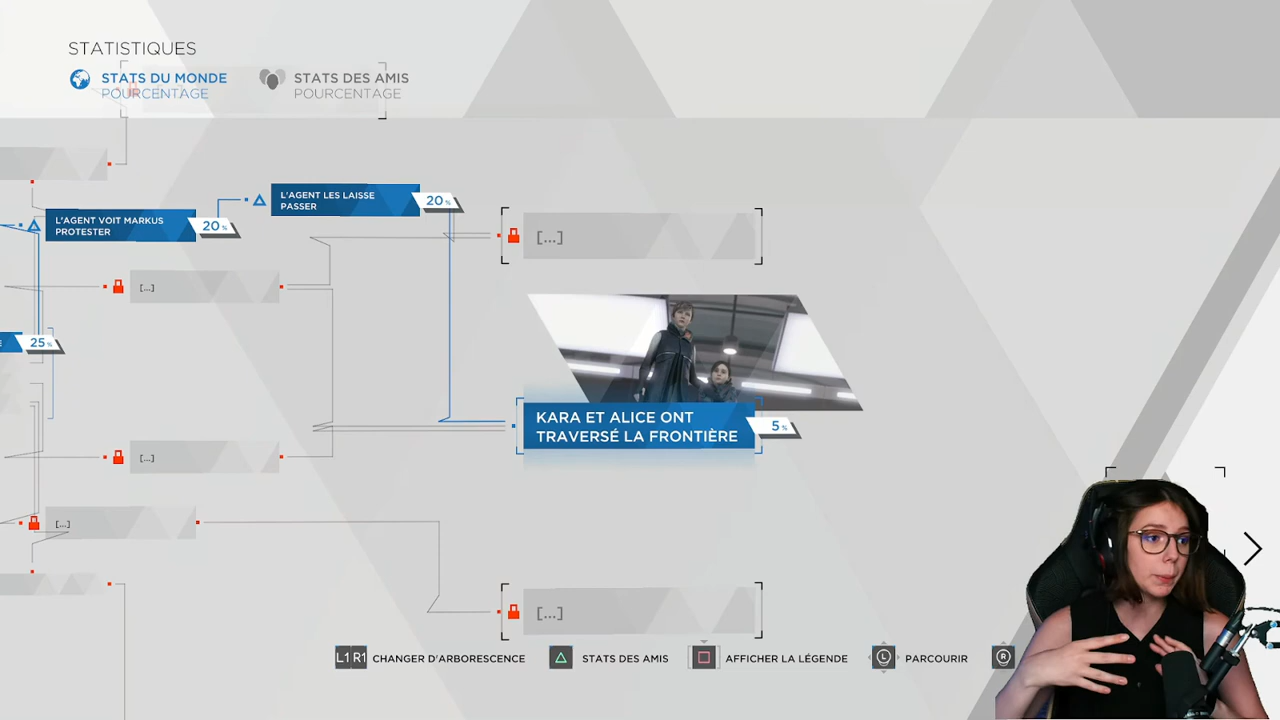 STATISTIQUES
STATS DU MONDE
POURCENTAGE
STATS DES AMIS
POURCENTAGE
L'AGENT LES LAISSE
PASSER
20 %
L'AGENT VOIT MARKUS
PROTESTER
20 %
[...]
[...]
25 %
KARA ET ALICE ONT
TRAVERSÉ LA FRONTIÈRE
5 %
[...]
[...]
[...]
L1 R1 CHANGER D'ARBORESCENCE
STATS DES AMIS
AFFICHER LA LÉGENDE
L PARCOURIR
R